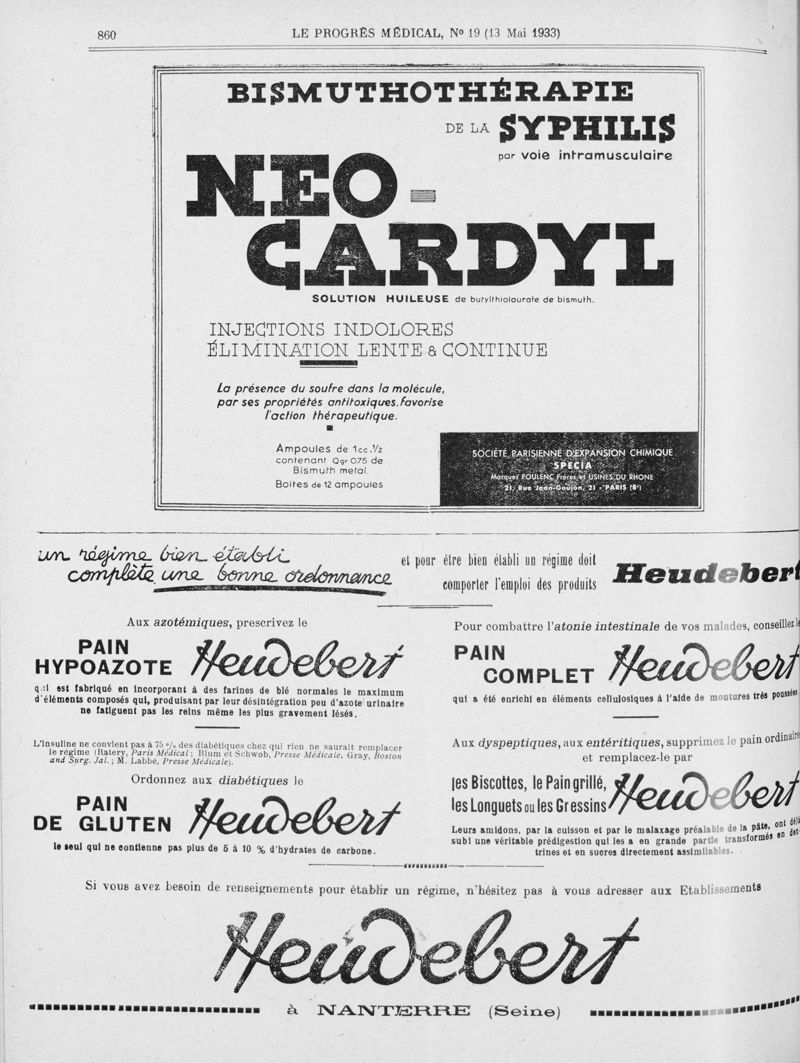 860
LE PROGRÈS MÉDICAL, No 19 (13 Mai 1933)
BISMUTHOTHÉRAPIE
DE LA SYPHILIS
par voie intramusculaire
NEO-
CARDYL
SOLUTION HUILEUSE de butylthiolaurate de bismuth.
INJECTIONS INDOLORES
ÉLIMINATION LENTE & CONTINUE
La présence du soufre dans la molécule,
par ses propriétés antitoxiques, favorise
l'action thérapeutique.
Ampoules de 1cc.½
contenant 0gr 075 de
Bismuth metal.
Boites de 12 ampoules
SOCIÉTÉ PARISIENNE D'EXPANSION CHIMIQUE
SPECIA
Marques POULENC Frères et USINES DU RHONE
21, Rue Jean-Goujon, 21 - PARIS (8e)
un régime bien établi
complète une bonne ordonnance
et pour être bien établi un régime doit
comporter l'emploi des produits
Heudebert
Aux azotémiques, prescrivez le
PAIN
HYPOAZOTE Heudebert
qui est fabriqué en incorporant à des farines de blé normales le maximum
d'éléments composés qui, produisant par leur désintégration peu d'azote urinaire
ne fatiguent pas les reins même les plus gravement lésés.
L'insuline ne convient pas à 75 % des diabétiques chez qui rien ne saurait remplacer
le régime (Ratery, Paris Médical; Blum et Schwob, Presse Médicale. Gray, Boston
and Surg. Jal.; M. Labbé, Presse Médicale).
Ordonnez aux diabétiques le
PAIN
DE GLUTEN Heudebert
le seul qui ne contienne pas plus de 5 à 10 % d'hydrates de carbone.
Pour combattre l'atonie intestinale de vos malades, conseillez le
PAIN
COMPLET Heudebert
qui a été enrichi en éléments cellulosiques à l'aide de moutures très poussées
Aux dyspeptiques, aux entéritiques, supprimez le pain ordinaire
et remplacez-le par
les Biscottes, le Pain grillé,
les Longuets ou les Gressins Heudebert
Leurs amidons, par la cuisson et par le malaxage préalable de la pâte, ont déjà
subi une véritable prédigestion qui les a en grande partie transformés en dex-
trines et en sucres directement assimilables.
Si vous avez besoin de renseignements pour établir un régime, n'hésitez pas à vous adresser aux Etablissements
Heudebert
à NANTERRE (Seine)